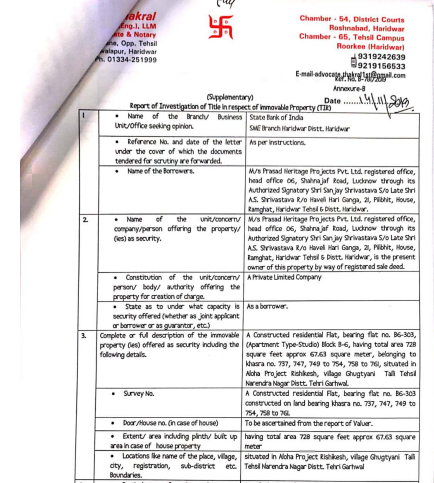 akral
Eng.I, LLM
ate & Notary
una, Opp. Tehsil
walapur, Haridwar
Ph. 01334-251999
Chamber - 54, District Courts
Roshnabad, Haridwar
Chamber - 65, Tehsil Campus
Roorkee (Haridwar)
9319242639
9219156533
E-mail-advocate.thakral1st@gmail.com
Annexure-B
Date ......14/11/2019
(Supplementary)
Report of Investigation of Title in respect of immovable Property (TIR)
1
• Name of the Branch/ Business
Unit/Office seeking opinion.
State Bank of India
SME Branch Haridwar Distt. Haridwar
• Reference No. and date of the letter
under the cover of which the documents
tendered for scrutiny are forwarded.
As per instructions.
• Name of the Borrowers.
M/s Prasad Heritage Projects Pvt. Ltd. registered office,
head office 06, Shahnajaf Road, Lucknow through its
Authorized Signatory Shri Sanjay Shrivastava S/o Late Shri
A.S. Shrivastava R/o Haveli Hari Ganga, 21, Pilibhit, House,
Ramghat, Haridwar Tehsil & Distt. Haridwar.
2.
• Name of the unit/concern/
company/person offering the property/
(ies) as security.
M/s Prasad Heritage Projects Pvt. Ltd. registered office,
head office 06, Shahnajaf Road, Lucknow through its
Authorized Signatory Shri Sanjay Shrivastava S/o Late Shri
A.S. Shrivastava R/o Haveli Hari Ganga, 21, Pilibhit, House,
Ramghat, Haridwar Tehsil & Distt. Haridwar, is the present
owner of this property by way of registered sale deed.
• Constitution of the unit/concern/
person/ body/ authority offering the
property for creation of charge.
A Private Limited Company
• State as to under what capacity is
security offered (whether as joint applicant
or borrower or as guarantor, etc.)
As a borrower.
3.
Complete or full description of the immovable
property (ies) offered as security including the
following details.
A Constructed residential Flat, bearing flat no. B6-303,
(Apartment Type-Studio) Block B-6, having total area 728
square feet approx 67.63 square meter, belonging to
khasra no. 737, 747, 749 to 754, 758 to 761, situated in
Aloha Project Rishikesh, village Ghugtyani Talli Tehsil
Narendra Nagar Distt. Tehri Garhwal.
• Survey No.
A Constructed residential Flat, bearing flat no. B6-303
constructed on land bearing khasra no. 737, 747, 749 to
754, 758 to 761.
• Door/House no. (in case of house)
To be ascertained from the report of Valuer.
• Extent/ area including plinth/ built up
area in case of house property
having total area 728 square feet approx 67.63 square
meter
• Locations like name of the place, village,
city, registration, sub-district etc.
Boundaries.
situated in Aloha Project Rishikesh, village Ghugtyani Talli
Tehsil Narendra Nagar Distt. Tehri Garhwal